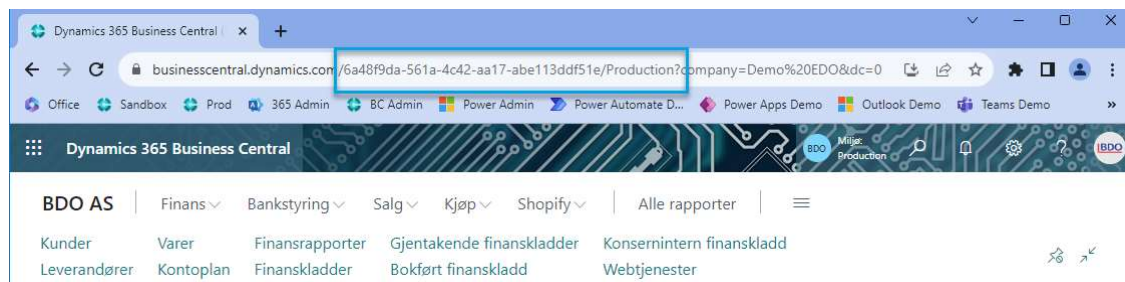 Dynamics 365 Business Central
businesscentral.dynamics.com/6a48f9da-561a-4c42-aa17-abe113ddf51e/Production?company=Demo%20EDO&dc=0
Office Sandbox Prod 365 Admin BC Admin Power Admin Power Automate D... Power Apps Demo Outlook Demo Teams Demo »
Dynamics 365 Business Central BDO Miljø: BDO
Production
BDO AS Finans Bankstyring Salg Kjøp Shopify Alle rapporter
Kunder Varer Finansrapporter Gjentakende finanskladder Konsernintern finanskladd
Leverandører Kontoplan Finanskladder Bokført finanskladd Webtjenester